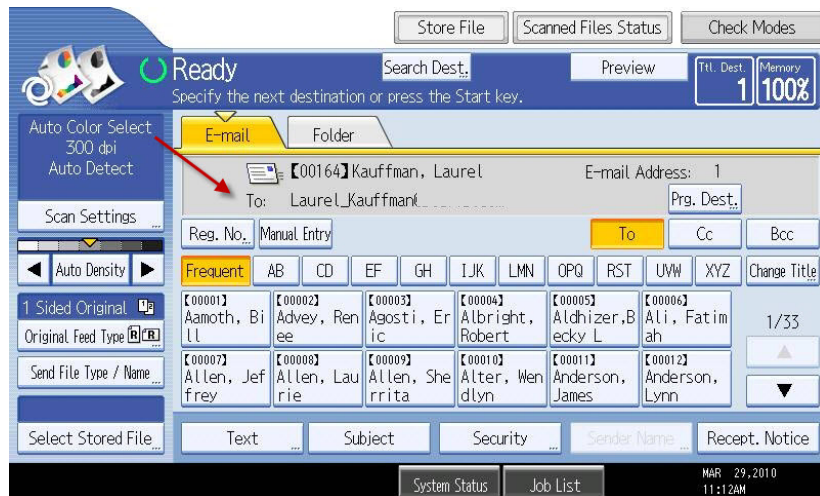 Store File
Scanned Files Status
Check Modes
Ready
Search Dest.
Preview
Ttl. Dest.
1
Memory
100%
Specify the next destination or press the Start key.
Auto Color Select
300 dpi
Auto Detect
Scan Settings
Auto Density
1 Sided Original
Original Feed Type
Send File Type / Name
Select Stored File
E-mail
Folder
【00164】Kauffman, Laurel
E-mail Address: 1
To: Laurel_Kauffman
Prg. Dest.
Reg. No.
Manual Entry
To
Cc
Bcc
Frequent
AB
CD
EF
GH
IJK
LMN
OPQ
RST
UVW
XYZ
Change Title
【00001】
Aamoth, Bi
ll
【00002】
Advey, Ren
ee
【00003】
Agosti, Er
ic
【00004】
Albright,
Robert
【00005】
Aldhizer,B
ecky L
【00006】
Ali, Fatim
ah
1/33
【00007】
Allen, Jef
frey
【00008】
Allen, Lau
rie
【00009】
Allen, She
rrita
【00010】
Alter, Wen
dlyn
【00011】
Anderson,
James
【00012】
Anderson,
Lynn
Text
Subject
Security
Sender Name
Recept. Notice
System Status
Job List
MAR 29,2010
11:12AM